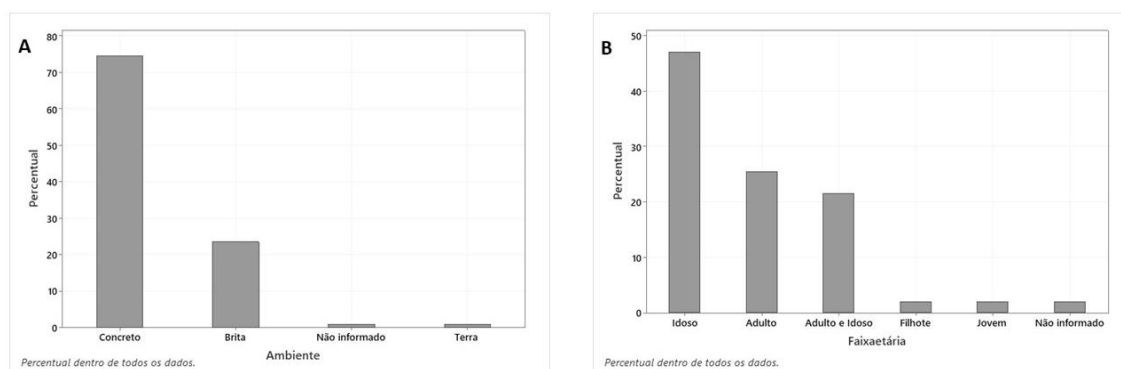 A
80
70
60
50
40
30
20
10
0
Percentual
Concreto Brita Não informado Terra
Ambiente
Percentual dentro de todos os dados.
B
50
40
30
20
10
0
Percentual
Idoso Adulto Adulto e Idoso Filhote Jovem Não informado
Faixaetária
Percentual dentro de todos os dados.